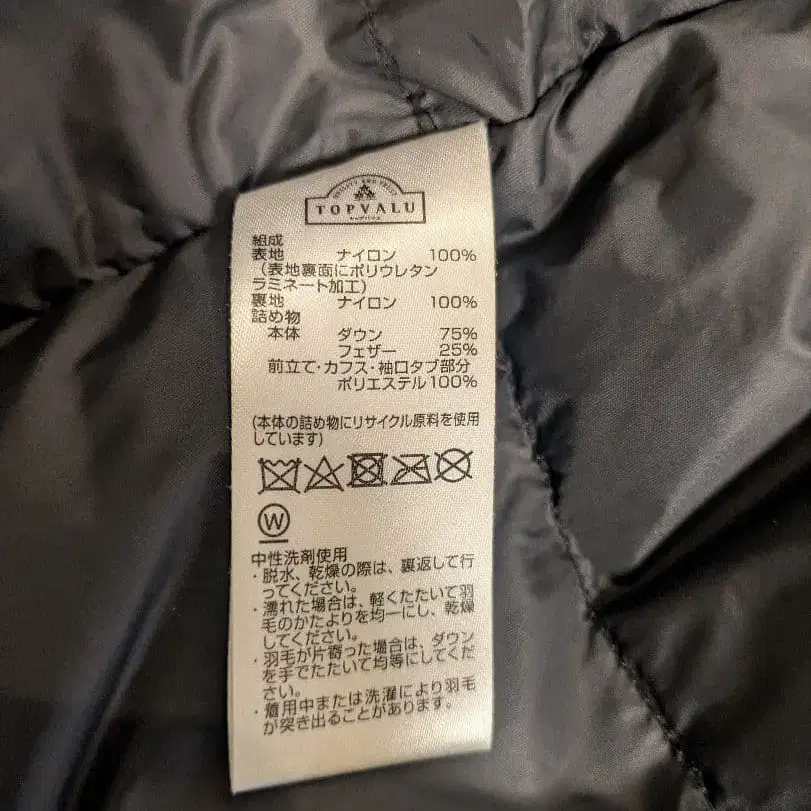 QUALITY AND TRUST
TOPVALU
組成
表地 ナイロン 100%
(表地裏面にポリウレタン
ラミネート加工)
裏地 ナイロン 100%
詰め物
本体 ダウン 75%
フェザー 25%
前立て・カフス・袖口タブ部分
ポリエステル100%
(本体の詰め物にリサイクル原料を使用
しています)
W
中性洗剤使用
・脱水、乾燥の際は、裏返して行
ってください。
・濡れた場合は、軽くたたいて羽
毛のかたよりを均一にし、乾燥
してください。
・羽毛が片寄った場合は、ダウン
を手でたたいて均等にしてくだ
さい。
・着用中または洗濯により羽毛
が突き出ることがあります。